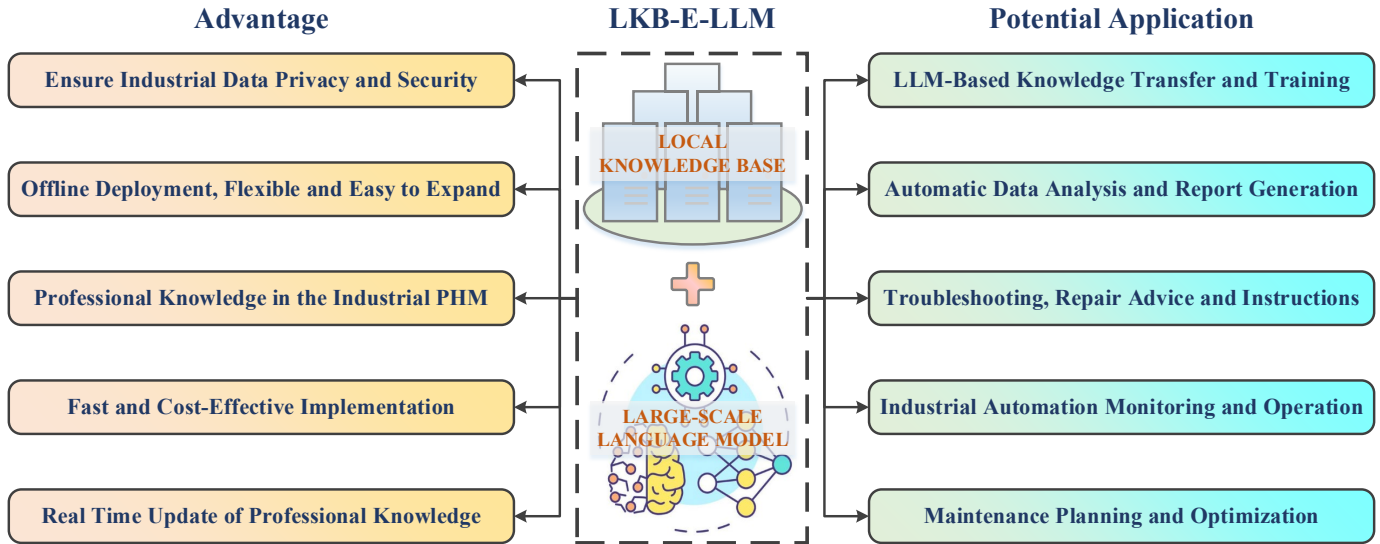 Advantage
Ensure Industrial Data Privacy and Security
Offline Deployment, Flexible and Easy to Expand
Professional Knowledge in the Industrial PHM
Fast and Cost-Effective Implementation
Real Time Update of Professional Knowledge
LKB-E-LLM
LOCAL
KNOWLEDGE BASE
LARGE-SCALE
LANGUAGE MODEL
Potential Application
LLM-Based Knowledge Transfer and Training
Automatic Data Analysis and Report Generation
Troubleshooting, Repair Advice and Instructions
Industrial Automation Monitoring and Operation
Maintenance Planning and Optimization